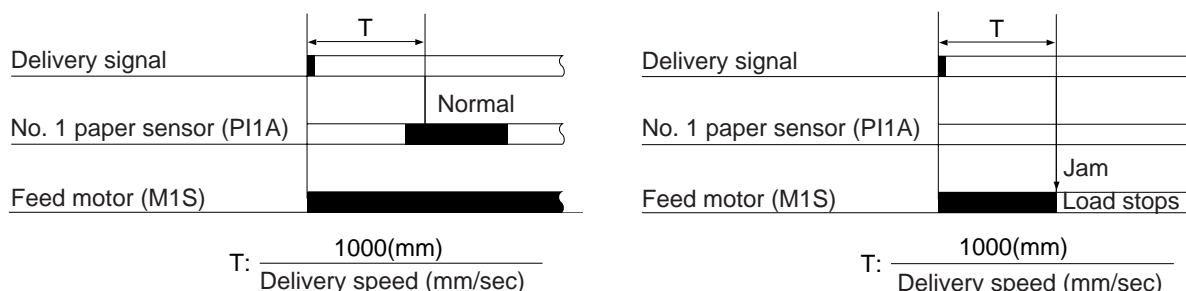 T
Delivery signal
Normal
No. 1 paper sensor (PI1A)
Feed motor (M1S)
T: 1000(mm)
Delivery speed (mm/sec)
T
Delivery signal
No. 1 paper sensor (PI1A)
Jam
Feed motor (M1S) Load stops
T: 1000(mm)
Delivery speed (mm/sec)